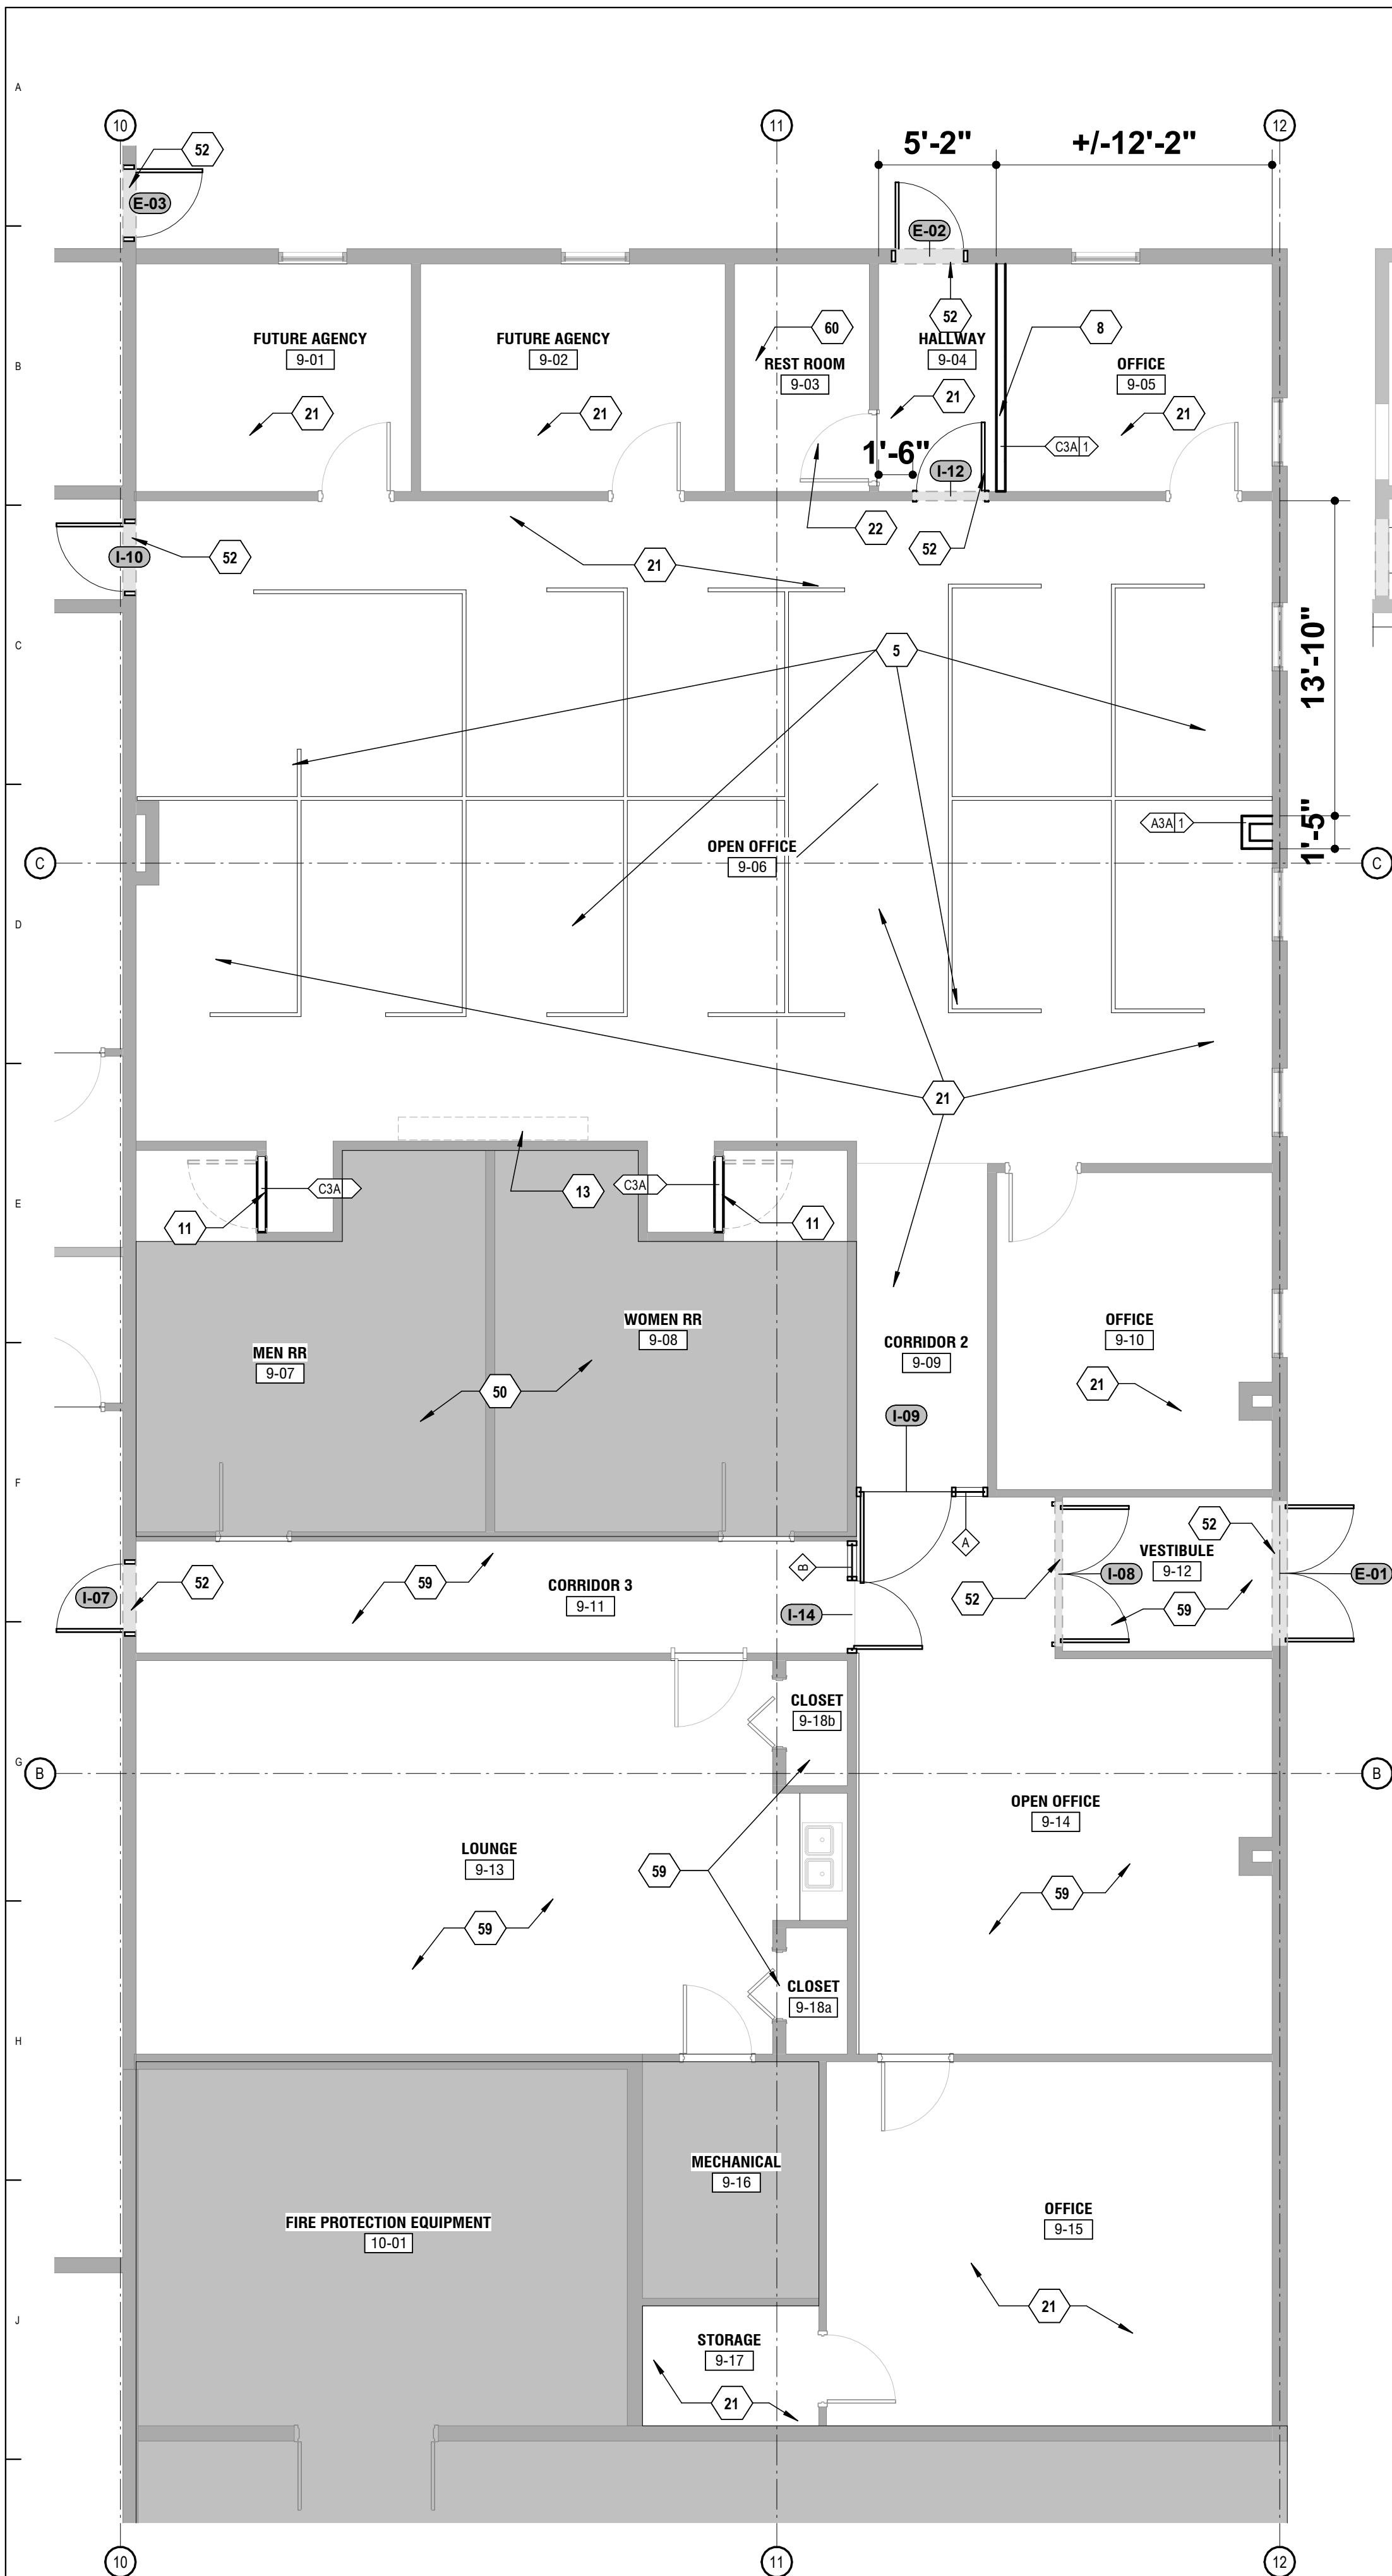 A
10
11
12
5'-2"
+/-12'-2"
52
E-03
E-02
52
8
60
FUTURE AGENCY
9-01
FUTURE AGENCY
9-02
HALLWAY
9-04
REST ROOM
9-03
OFFICE
9-05
B
21
21
21
21
1'-6"
C3A 1
I-12
22
52
I-10
52
21
C
5
13'-10"
A3A 1
1'-5"
OPEN OFFICE
9-06
C
C
D
21
C3A
13
C3A
E
11
11
WOMEN RR
9-08
OFFICE
9-10
MEN RR
9-07
CORRIDOR 2
9-09
50
21
I-09
F
52
A
VESTIBULE
9-12
B
I-08
E-01
52
59
CORRIDOR 3
9-11
I-07
52
59
I-14
CLOSET
9-18b
G
B
B
OPEN OFFICE
9-14
LOUNGE
9-13
59
59
59
CLOSET
9-18a
H
MECHANICAL
9-16
OFFICE
9-15
FIRE PROTECTION EQUIPMENT
10-01
21
J
STORAGE
9-17
21
10
11
12